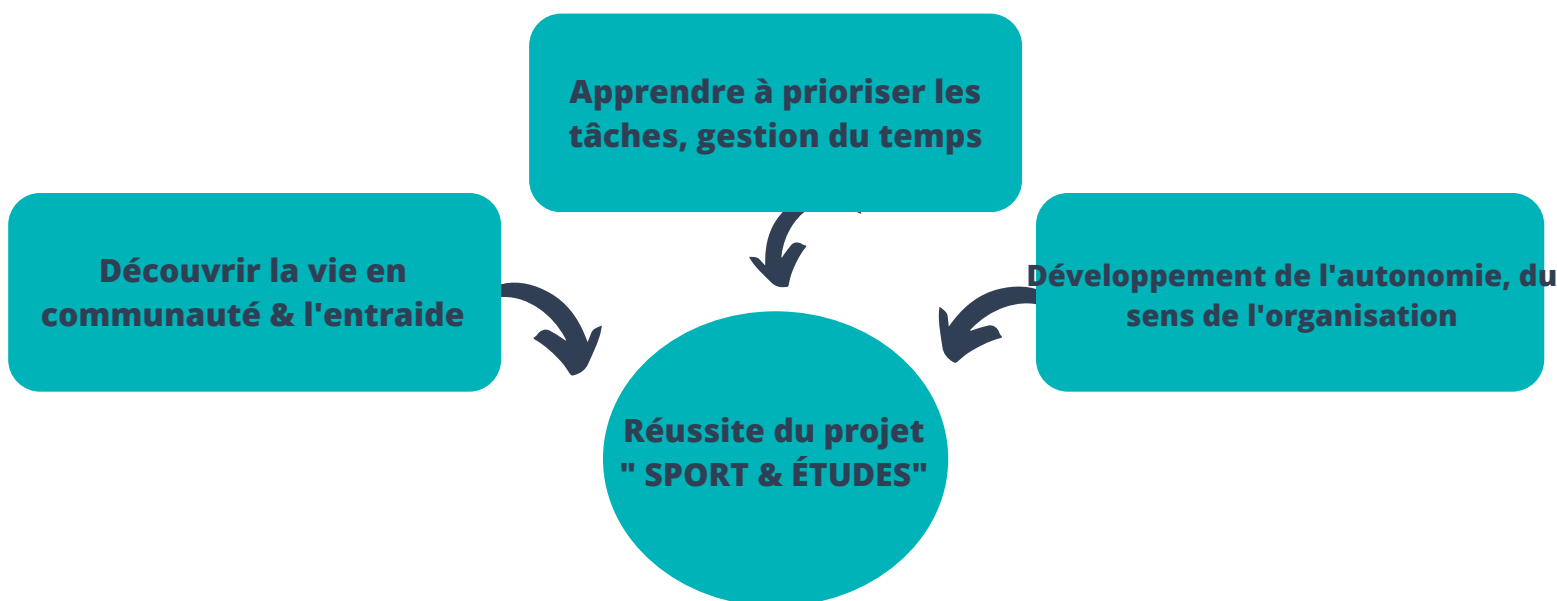 Apprendre à prioriser les
tâches, gestion du temps
Découvrir la vie en
communauté & l'entraide
Développement de l'autonomie, du
sens de l'organisation
Réussite du projet
" SPORT & ÉTUDES"